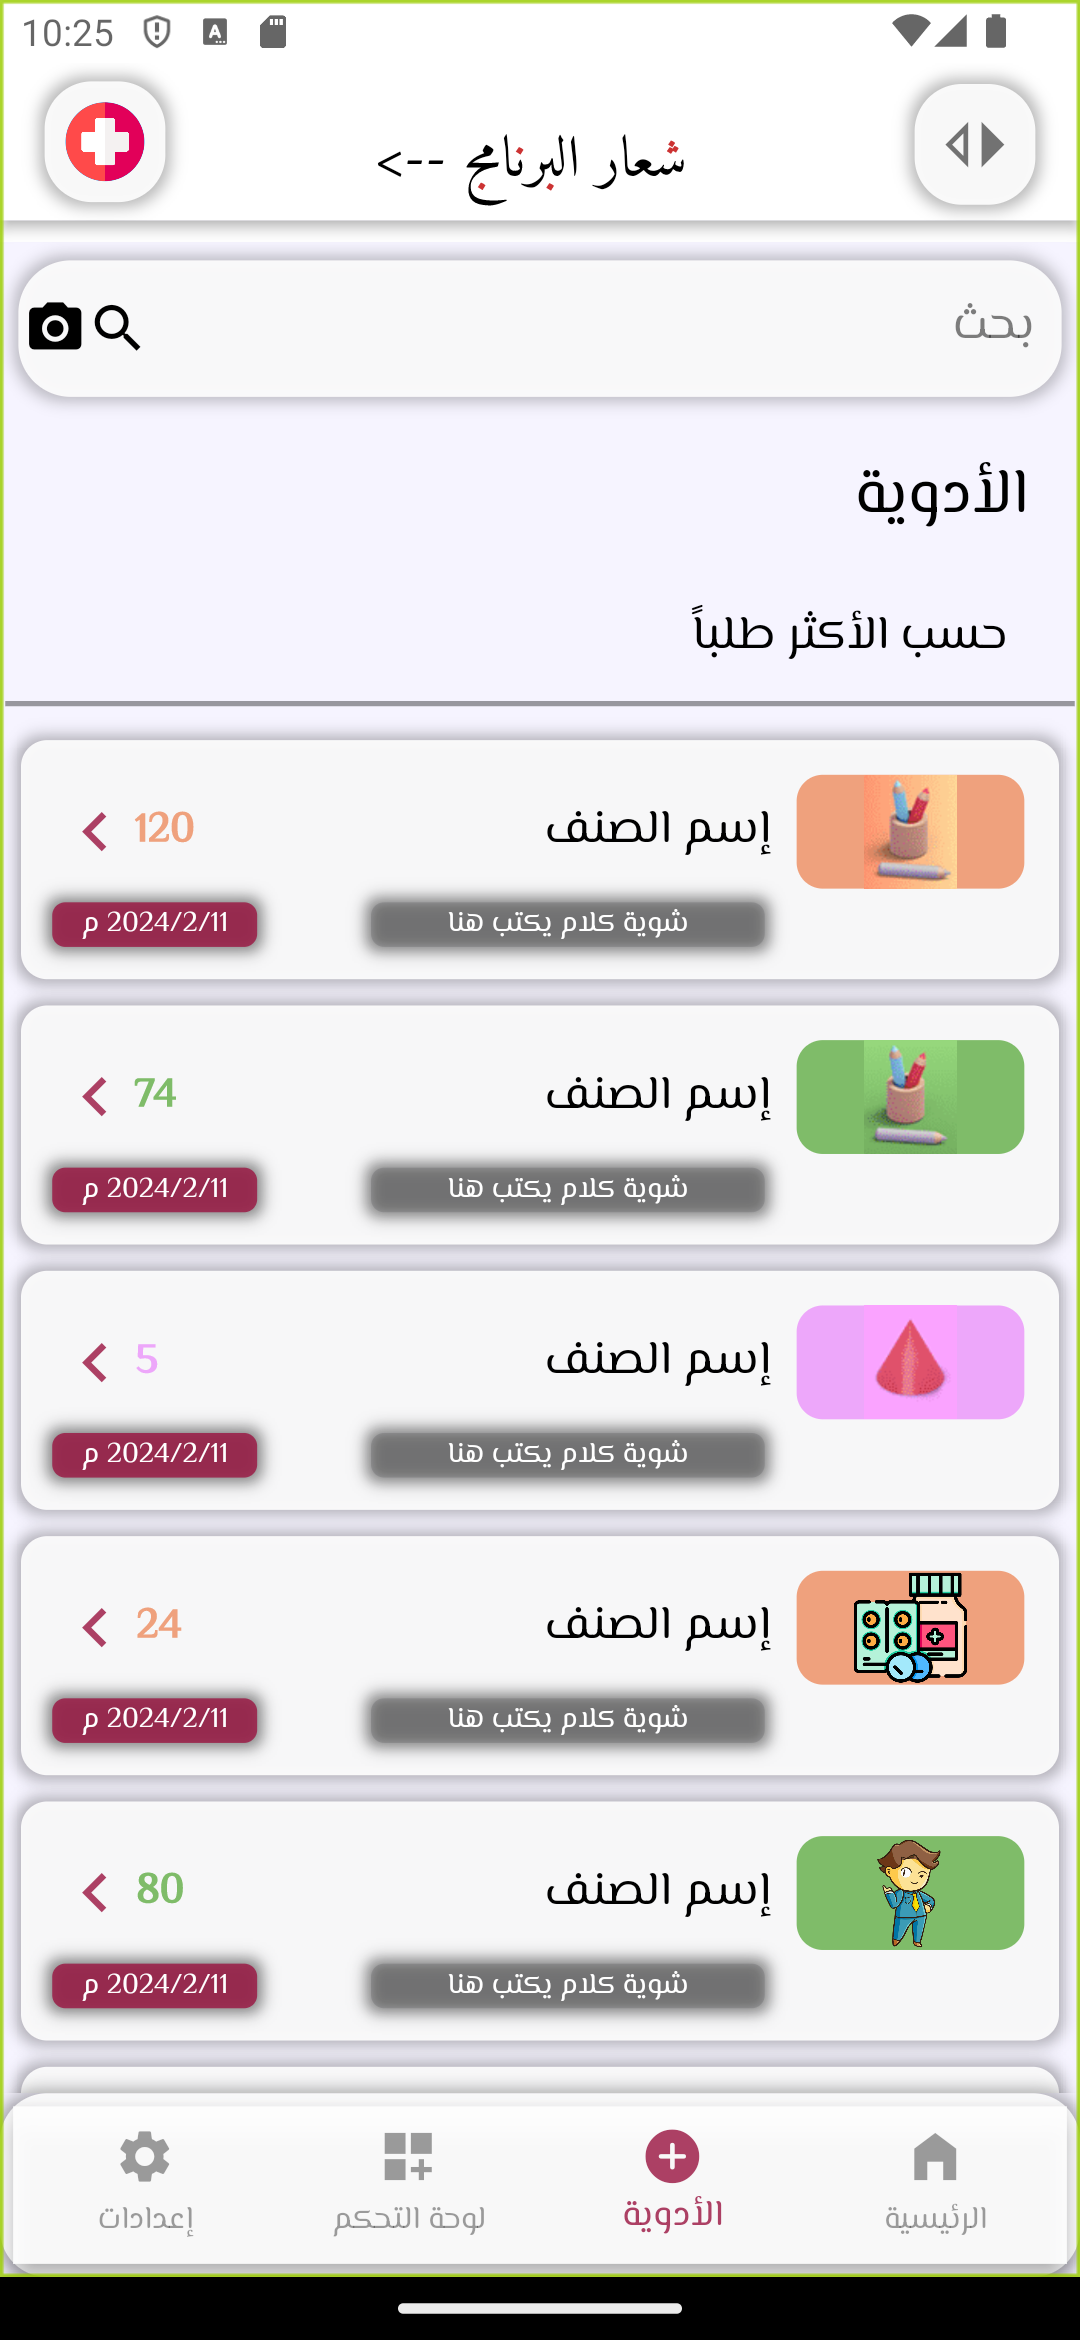 10:25
شعار البرنامج -->
بحث
الأدوية
حسب الأكثر طلباً
إسم الصنف
120
شوية كلام يكتب هنا
2024/2/11 م
إسم الصنف
74
شوية كلام يكتب هنا
2024/2/11 م
إسم الصنف
5
شوية كلام يكتب هنا
2024/2/11 م
إسم الصنف
24
شوية كلام يكتب هنا
2024/2/11 م
إسم الصنف
80
شوية كلام يكتب هنا
2024/2/11 م
الرئيسية
الأدوية
لوحة التحكم
إعدادات